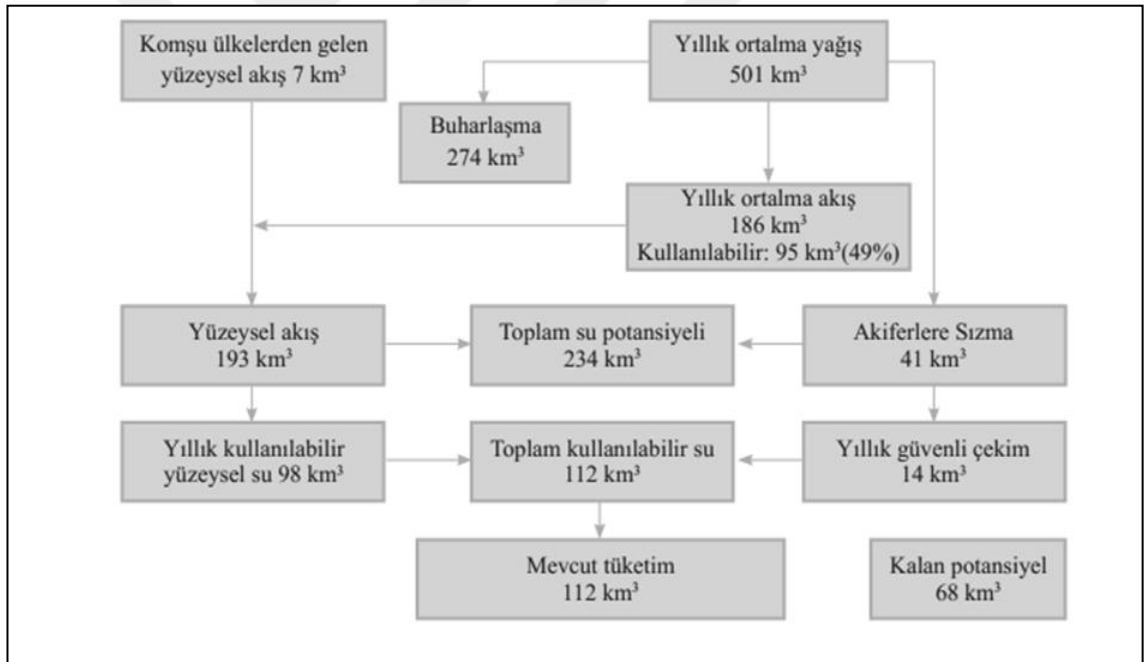 Komşu ülkelerden gelen
yüzeysel akış 7 km³
Yıllık ortalma yağış
501 km³
Buharlaşma
274 km³
Yıllık ortalma akış
186 km³
Kullanılabilir: 95 km³(49%)
Yüzeysel akış
193 km³
Toplam su potansiyeli
234 km³
Akiferlere Sızma
41 km³
Yıllık kullanılabilir
yüzeysel su 98 km³
Toplam kullanılabilir su
112 km³
Yıllık güvenli çekim
14 km³
Mevcut tüketim
112 km³
Kalan potansiyel
68 km³